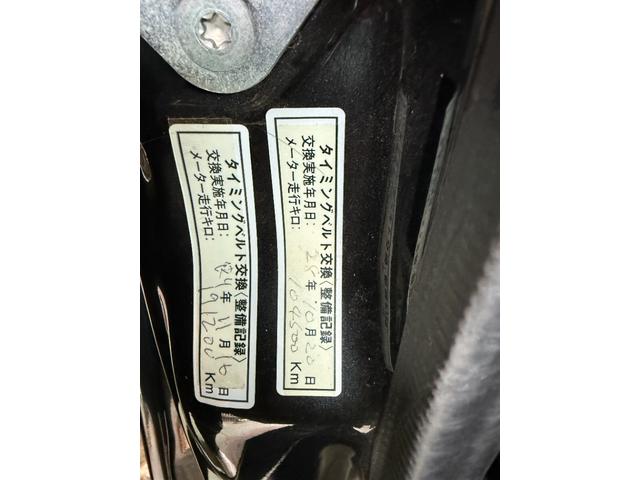 タイミングベルト交換〈整備記録〉
交換実施年月日: 28年10月20日
メーター走行キロ: 104500 Km
タイミングベルト交換〈整備記録〉
交換実施年月日: 年11月16日
メーター走行キロ: 91200 Km